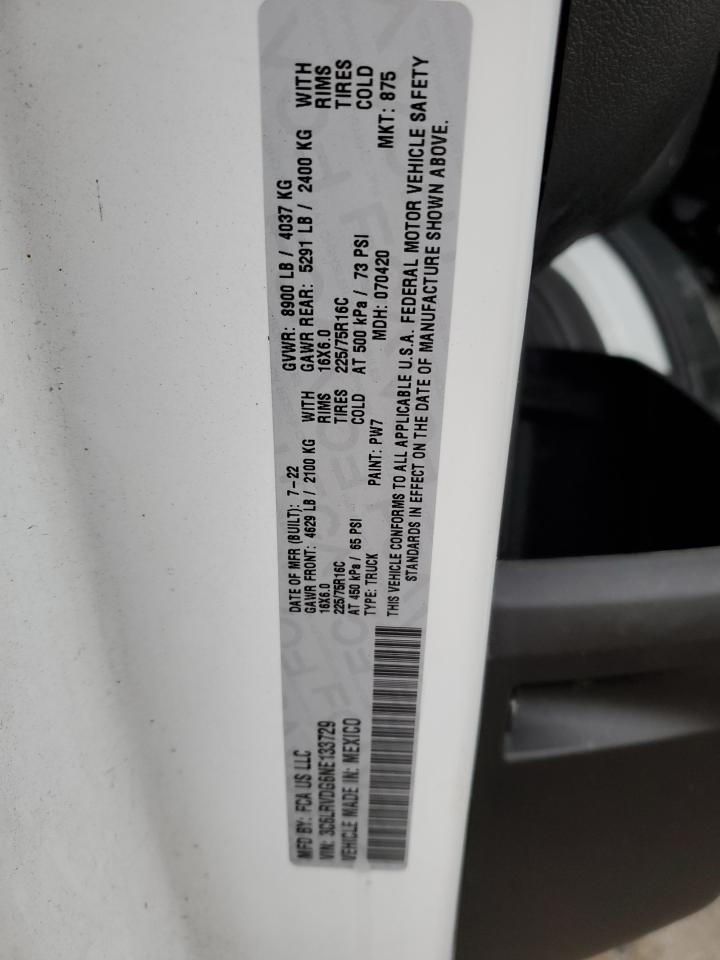 MFD BY: FCA US LLC
VIN: 3C6LRVDG6NE133729
VEHICLE MADE IN: MEXICO
DATE OF MFR (BUILT): 7-22
GAWR FRONT: 4629 LB / 2100 KG WITH
16X6.0 RIMS
225/75R16C TIRES
AT 450 kPa / 65 PSI COLD
TYPE: TRUCK PAINT: PW7
GVWR: 8900 LB / 4037 KG
GAWR REAR: 5291 LB / 2400 KG WITH
16X6.0 RIMS
225/75R16C TIRES
AT 500 kPa / 73 PSI COLD
MDH: 070420 MKT: 875
THIS VEHICLE CONFORMS TO ALL APPLICABLE U.S.A. FEDERAL MOTOR VEHICLE SAFETY
STANDARDS IN EFFECT ON THE DATE OF MANUFACTURE SHOWN ABOVE.